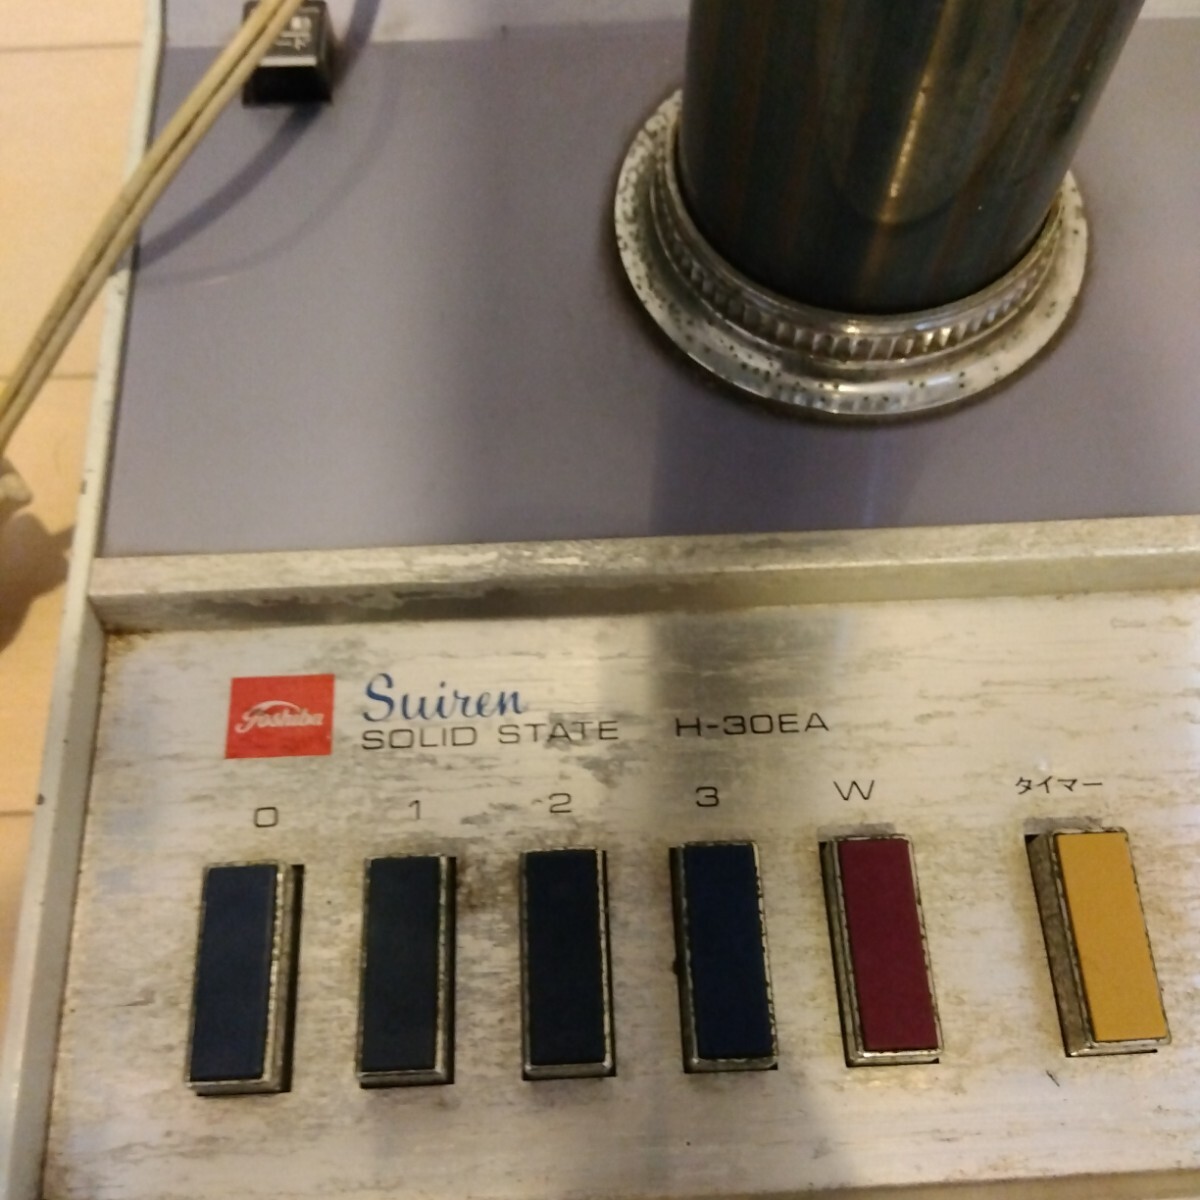 Toshiba
Suiren
SOLID STATE H-30EA
0 1 2 3 W タイマー